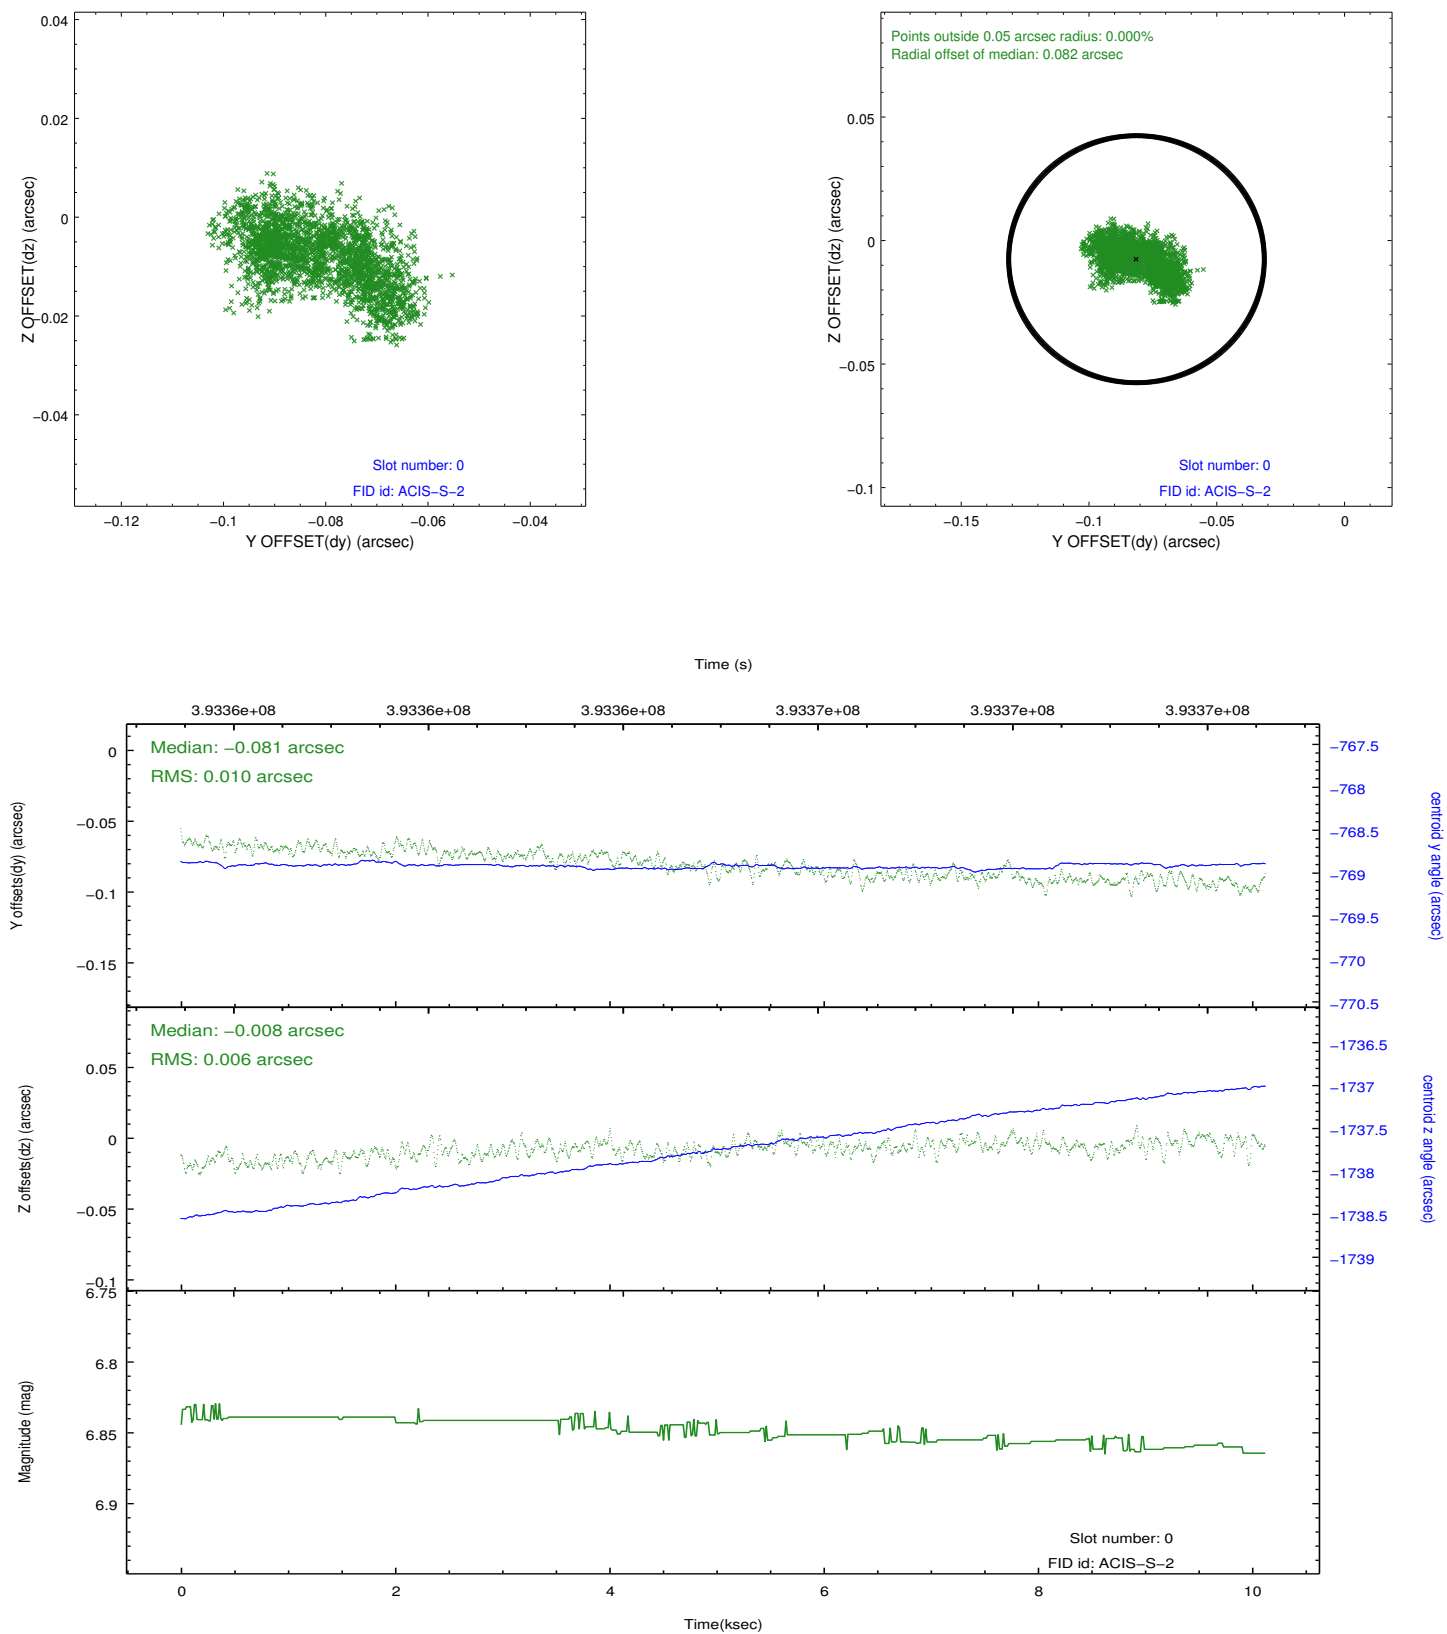 0.04
0.02
0
−0.02
−0.04
Z OFFSET(dz) (arcsec)
Slot number: 0
FID id: ACIS−S−2
−0.12
−0.1
−0.08
−0.06
−0.04
Y OFFSET(dy) (arcsec)
Points outside 0.05 arcsec radius: 0.000%
Radial offset of median: 0.082 arcsec
0.05
0
−0.05
−0.1
Z OFFSET(dz) (arcsec)
Slot number: 0
FID id: ACIS−S−2
−0.15
−0.1
−0.05
0
Y OFFSET(dy) (arcsec)
Time (s)
3.9336e+08
3.9336e+08
3.9336e+08
3.9337e+08
3.9337e+08
3.9337e+08
Median: −0.081 arcsec
RMS: 0.010 arcsec
0
−0.05
−0.1
−0.15
Y offsets(dy) (arcsec)
−767.5
−768
−768.5
−769
−769.5
−770
−770.5
centroid y angle (arcsec)
Median: −0.008 arcsec
RMS: 0.006 arcsec
0.05
0
−0.05
−0.1
Z offsets(dz) (arcsec)
−1736.5
−1737
−1737.5
−1738
−1738.5
−1739
centroid z angle (arcsec)
6.75
6.8
6.85
6.9
Magnitude (mag)
Slot number: 0
FID id: ACIS−S−2
0
2
4
6
8
10
Time(ksec)